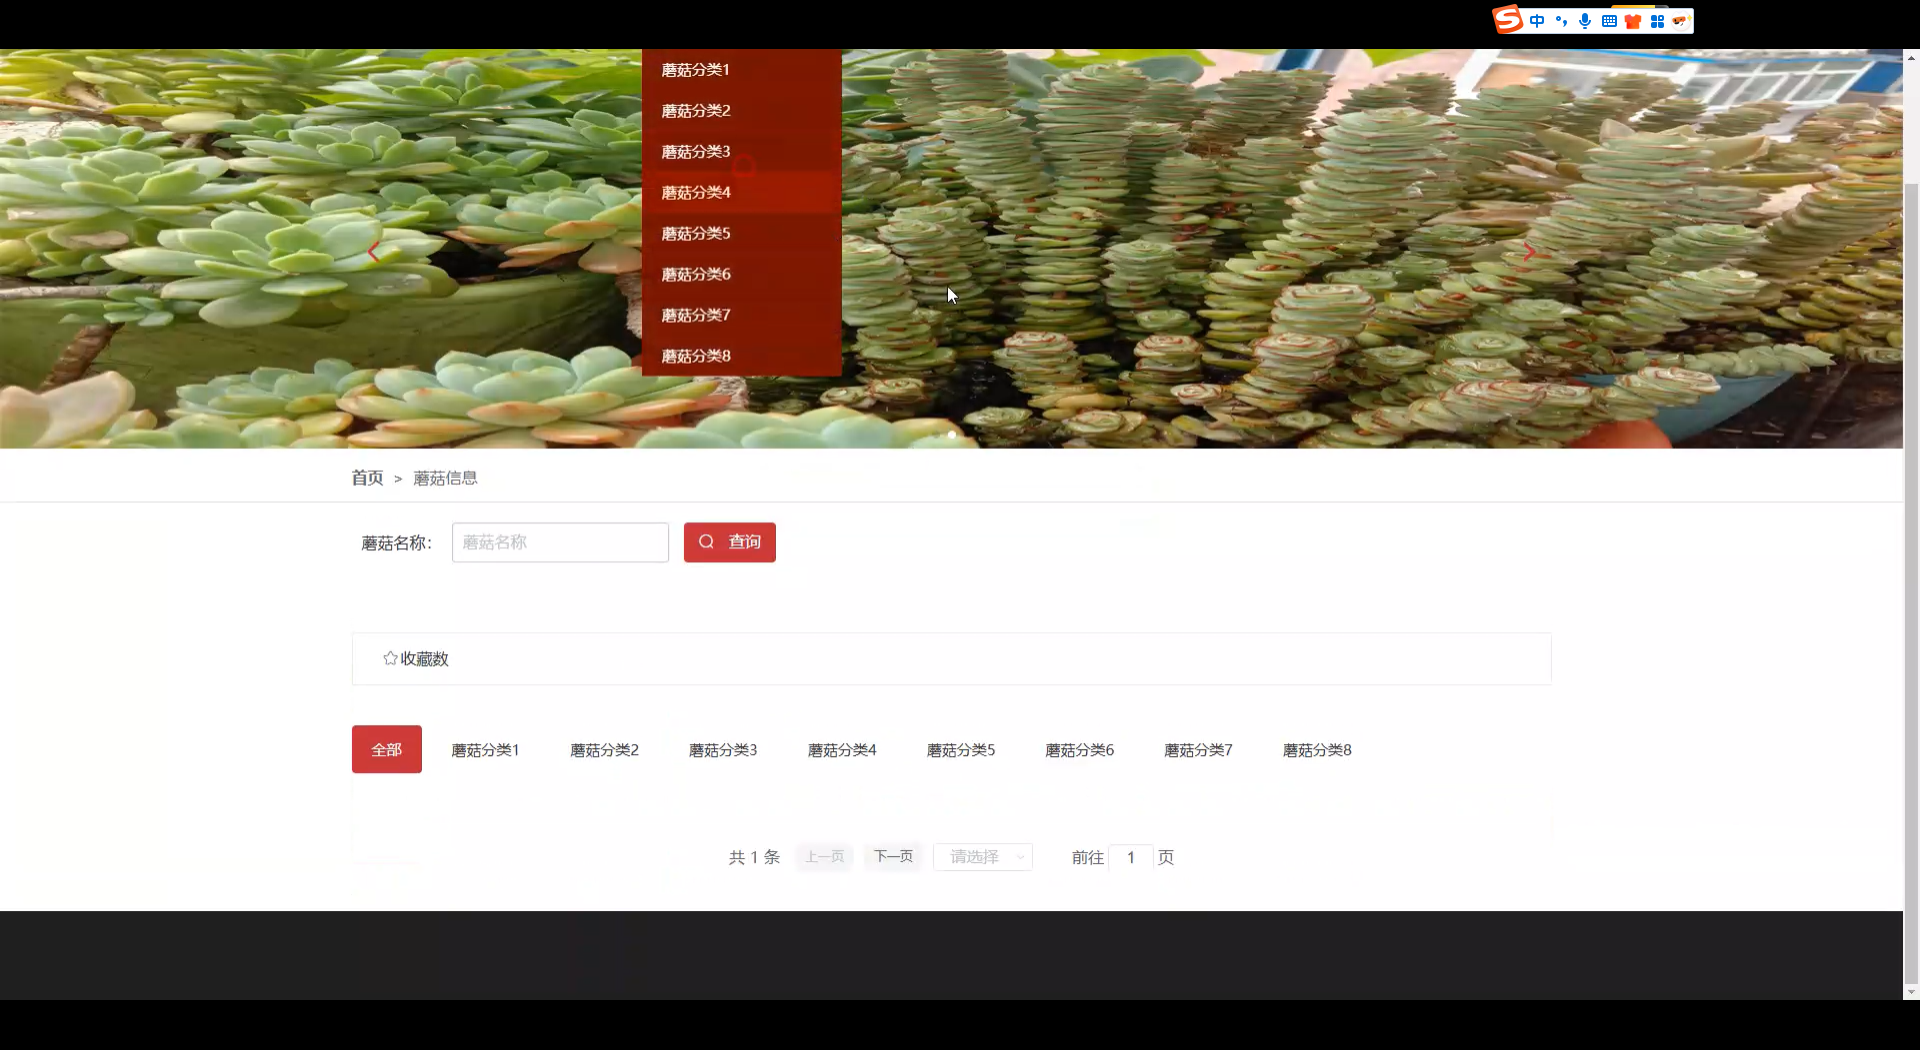 中
蘑菇分类1
蘑菇分类2
蘑菇分类3
蘑菇分类4
蘑菇分类5
蘑菇分类6
蘑菇分类7
蘑菇分类8
首页 > 蘑菇信息
蘑菇名称： 蘑菇名称 查询
收藏数
全部 蘑菇分类1 蘑菇分类2 蘑菇分类3 蘑菇分类4 蘑菇分类5 蘑菇分类6 蘑菇分类7 蘑菇分类8
共 1 条 上一页 下一页 请选择 前往 1 页